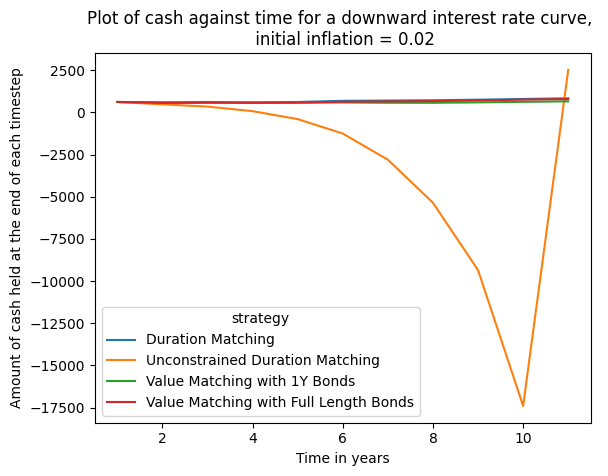 Plot of cash against time for a downward interest rate curve,
initial inflation = 0.02
Amount of cash held at the end of each timestep
2500
0
−2500
−5000
−7500
−10000
−12500
−15000
−17500
strategy
Duration Matching
Unconstrained Duration Matching
Value Matching with 1Y Bonds
Value Matching with Full Length Bonds
2 4 6 8 10
Time in years